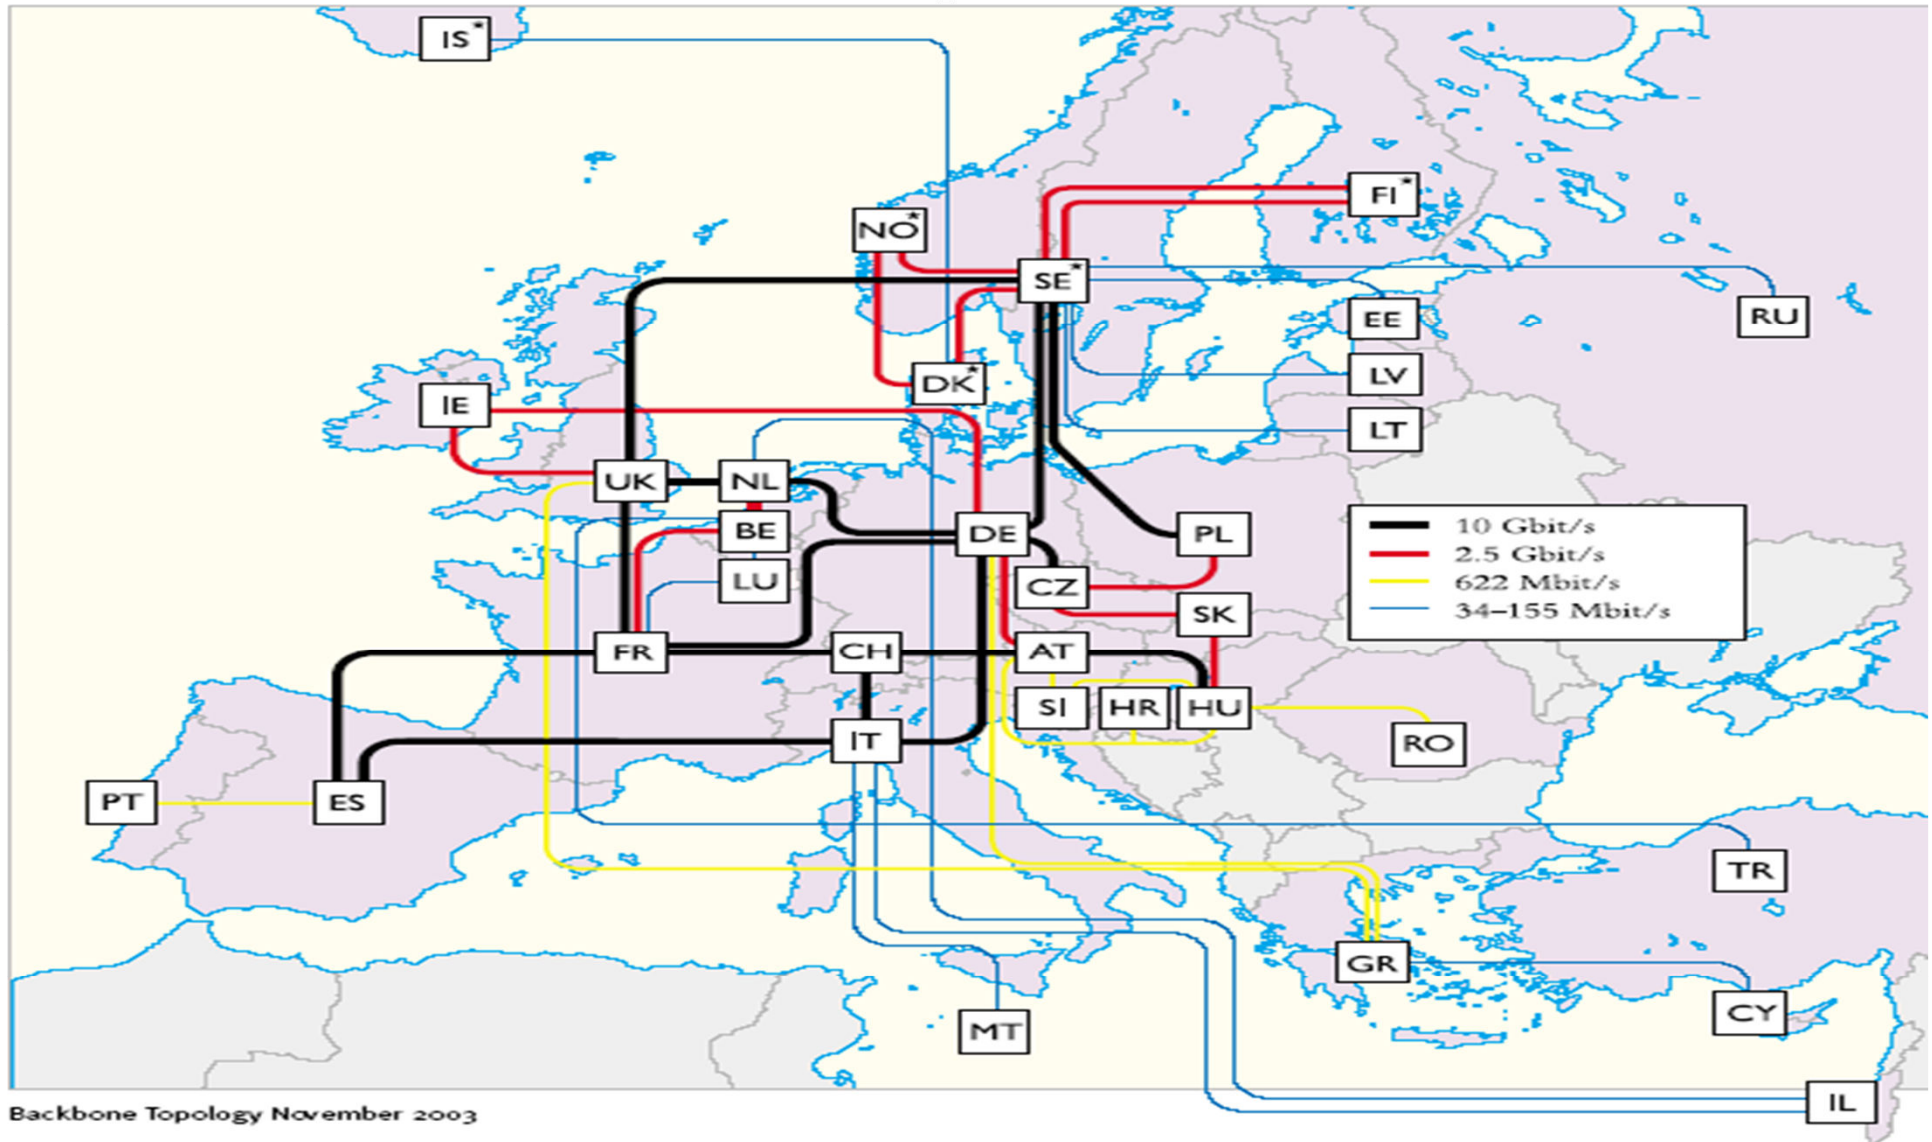 IS*
FI*
NO*
SE*
RU
EE
DK*
LV
IE
LT
UK
NL
BE
DE
PL
10 Gbit/s
2.5 Gbit/s
622 Mbit/s
34–155 Mbit/s
LU
CZ
SK
FR
CH
AT
SI
HR
HU
IT
RO
PT
ES
TR
GR
CY
MT
IL
Backbone Topology November 2003